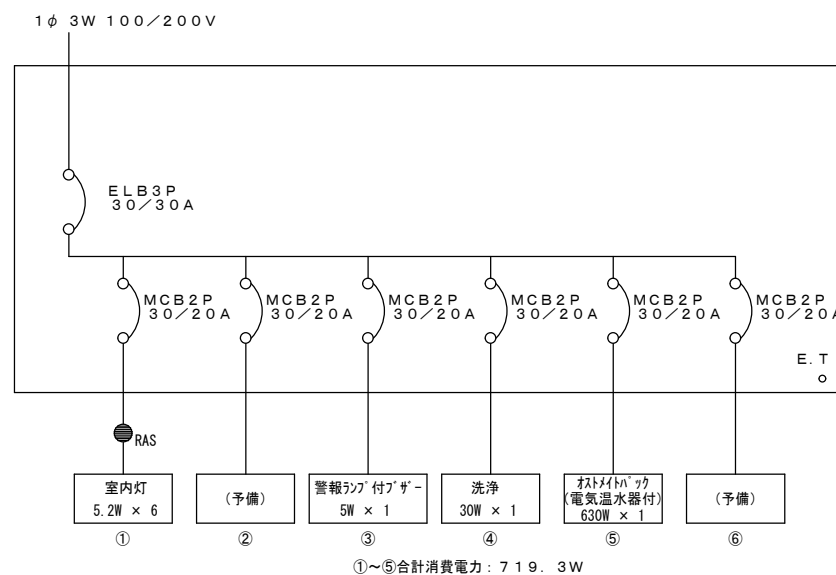 1φ 3W 100/200V
ELB3P
30/30A
MCB2P
30/20A
MCB2P
30/20A
MCB2P
30/20A
MCB2P
30/20A
MCB2P
30/20A
MCB2P
30/20A
E.T
RAS
室内灯
5.2W × 6
(予備)
警報ﾗﾝﾌﾟ付ﾌﾞｻﾞｰ
5W × 1
洗浄
30W × 1
ｵｽﾄﾒｲﾄﾊﾟｯｸ
(電気温水器付)
630W × 1
(予備)
①
②
③
④
⑤
⑥
①~⑤合計消費電力:719.3W